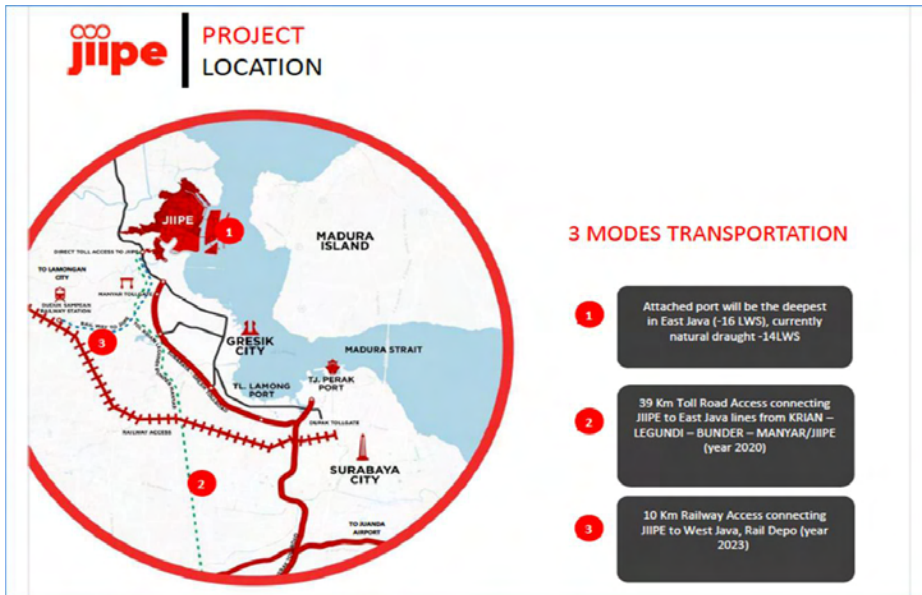 jiipe
PROJECT
LOCATION
JIIPE
1
MADURA
ISLAND
DIRECT TOLL ACCESS TO JIIPE
TO LAMONGAN
CITY
MANYAR TOLLGATE
RAILWAY STATION
3
GRESIK
CITY
MADURA STRAIT
TL. LAMONG
PORT
TJ. PERAK
PORT
RAILWAY ACCESS
DUPAK TOLLGATE
2
SURABAYA
CITY
TO JUANDA
AIRPORT
3 MODES TRANSPORTATION
1
Attached port will be the deepest
in East Java (-16 LWS), currently
natural draught -14LWS
2
39 Km Toll Road Access connecting
JIIPE to East Java lines from KRIAN –
LEGUNDI – BUNDER – MANYAR/JIIPE
(year 2020)
3
10 Km Railway Access connecting
JIIPE to West Java, Rail Depo (year
2023)